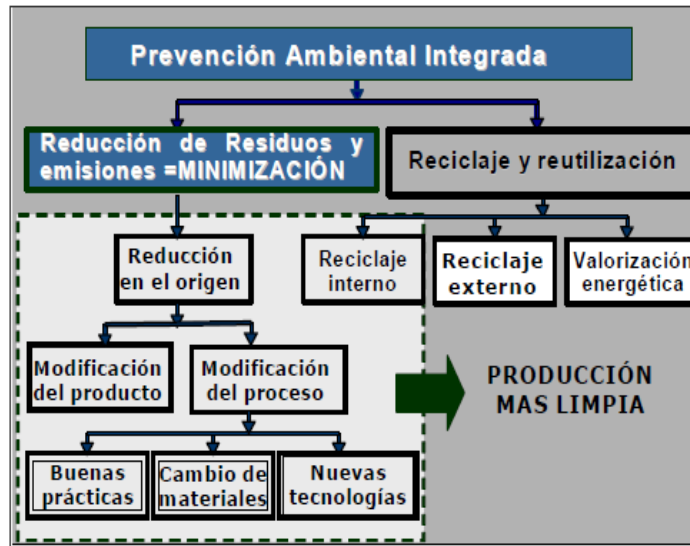 Prevención Ambiental Integrada
Reducción de Residuos y
emisiones =MINIMIZACIÓN
Reciclaje y reutilización
Reducción
en el origen
Reciclaje
interno
Reciclaje
externo
Valorización
energética
Modificación
del producto
Modificación
del proceso
PRODUCCIÓN
MAS LIMPIA
Buenas
prácticas
Cambio de
materiales
Nuevas
tecnologías